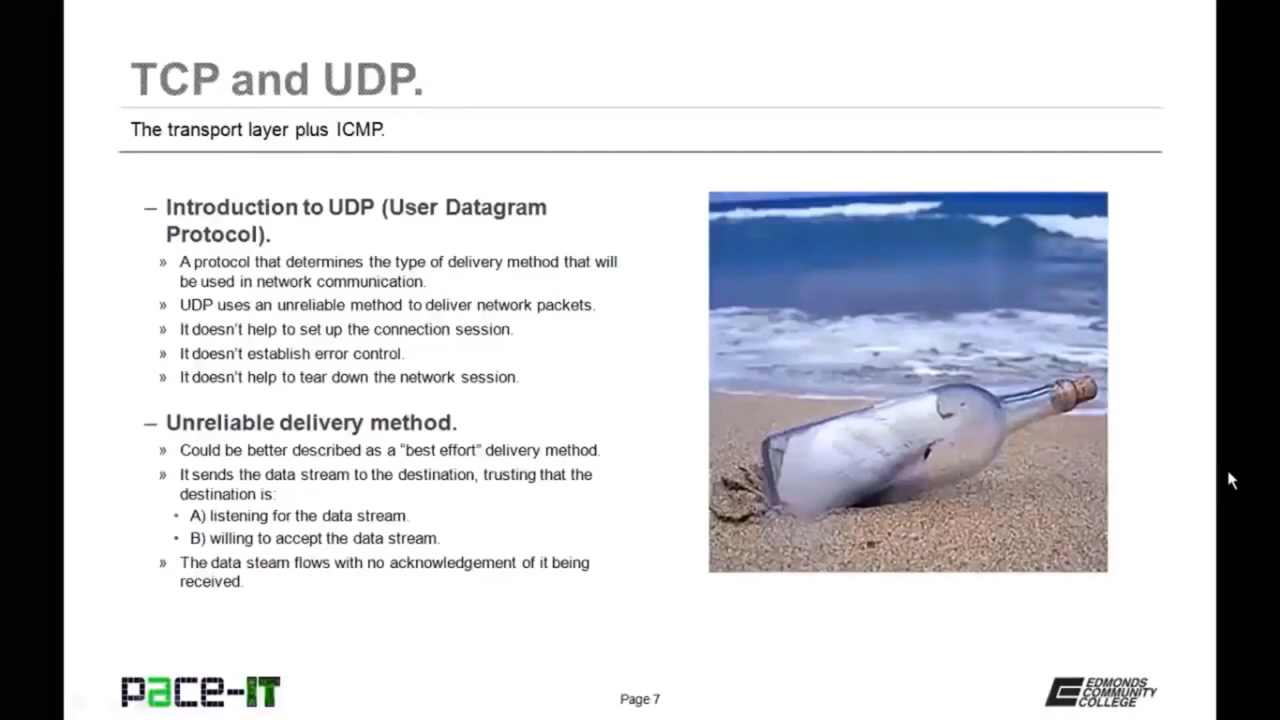 TCP and UDP.
The transport layer plus ICMP.
– Introduction to UDP (User Datagram
Protocol).
» A protocol that determines the type of delivery method that will
be used in network communication.
» UDP uses an unreliable method to deliver network packets.
» It doesn't help to set up the connection session.
» It doesn't establish error control.
» It doesn't help to tear down the network session.
– Unreliable delivery method.
» Could be better described as a “best effort” delivery method.
» It sends the data stream to the destination, trusting that the
destination is:
• A) listening for the data stream.
• B) willing to accept the data stream.
» The data steam flows with no acknowledgement of it being
received.
pace-IT
Page 7
EDMONDS
COMMUNITY
COLLEGE